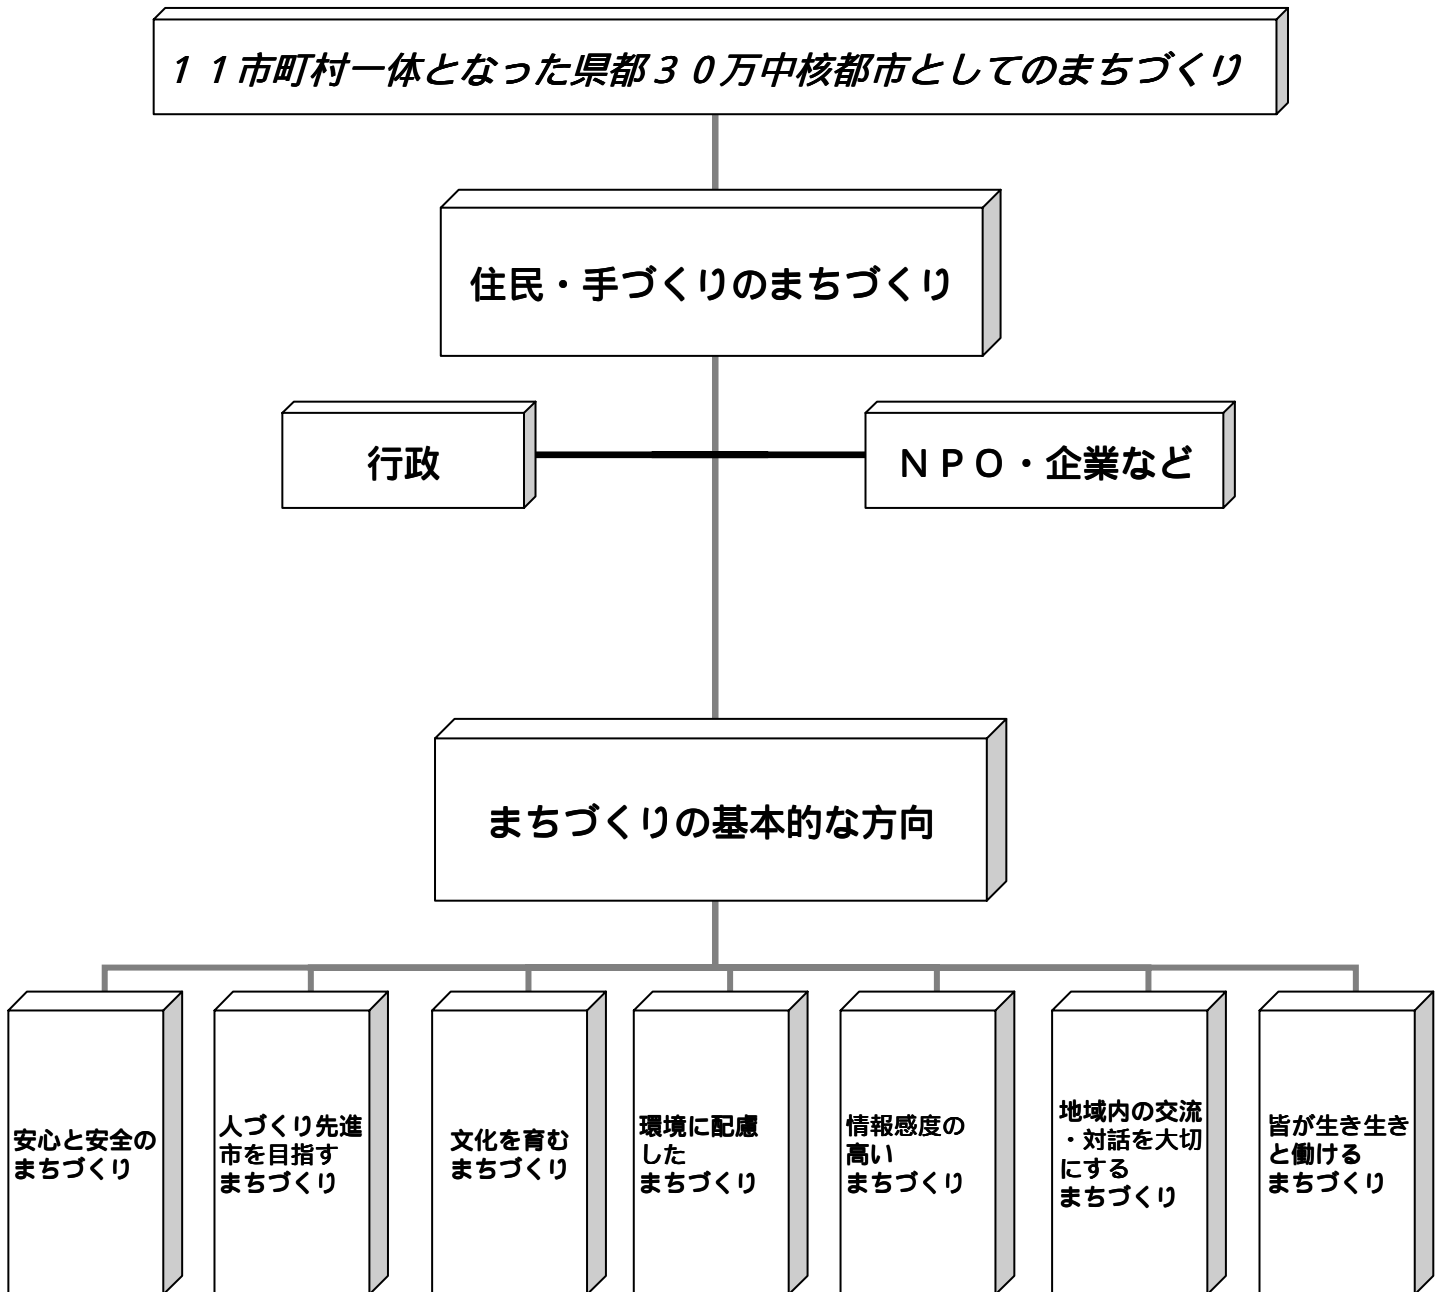 １１市町村一体となった県都３０万中核都市としてのまちづくり
住民・手づくりのまちづくり
行政
ＮＰＯ・企業など
まちづくりの基本的な方向
安心と安全の
まちづくり
人づくり先進
市を目指す
まちづくり
文化を育む
まちづくり
環境に配慮
した
まちづくり
情報感度の
高い
まちづくり
地域内の交流
・対話を大切
にする
まちづくり
皆が生き生き
と働ける
まちづくり